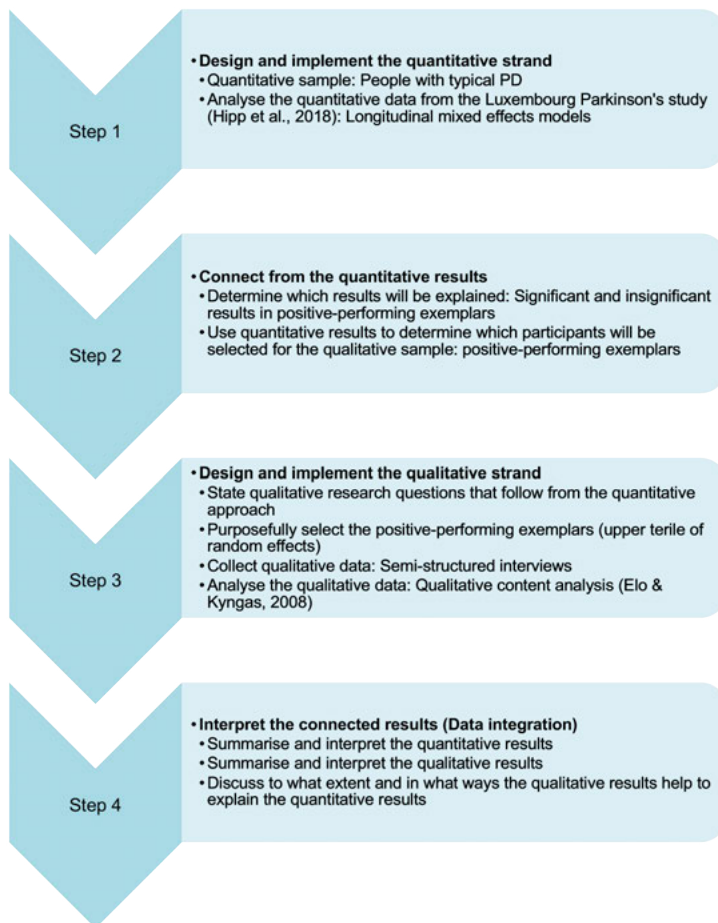 Step 1
• Design and implement the quantitative strand
• Quantitative sample: People with typical PD
• Analyse the quantitative data from the Luxembourg Parkinson's study
(Hipp et al., 2018): Longitudinal mixed effects models
Step 2
• Connect from the quantitative results
• Determine which results will be explained: Significant and insignificant
results in positive-performing exemplars
• Use quantitative results to determine which participants will be
selected for the qualitative sample: positive-performing exemplars
Step 3
• Design and implement the qualitative strand
• State qualitative research questions that follow from the quantitative
approach
• Purposefully select the positive-performing exemplars (upper terile of
random effects)
• Collect qualitative data: Semi-structured interviews
• Analyse the qualitative data: Qualitative content analysis (Elo &
Kyngas, 2008)
Step 4
• Interpret the connected results (Data integration)
• Summarise and interpret the quantitative results
• Summarise and interpret the qualitative results
• Discuss to what extent and in what ways the qualitative results help to
explain the quantitative results